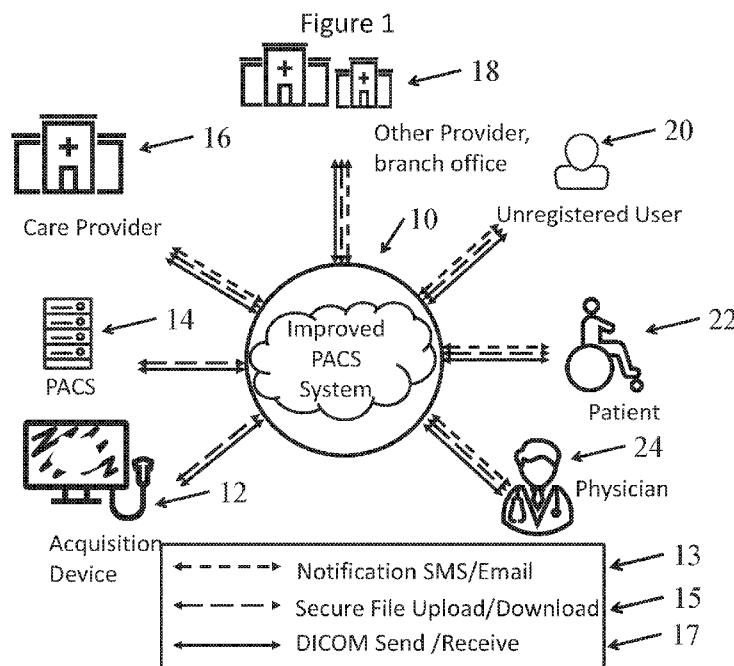 Figure 1
18
16
Other Provider,
branch office
20
Care Provider
10
Unregistered User
14
Improved
PACS
System
22
PACS
Patient
24
12
Physician
Acquisition
Device
Notification SMS/Email
13
Secure File Upload/Download
15
DICOM Send /Receive
17